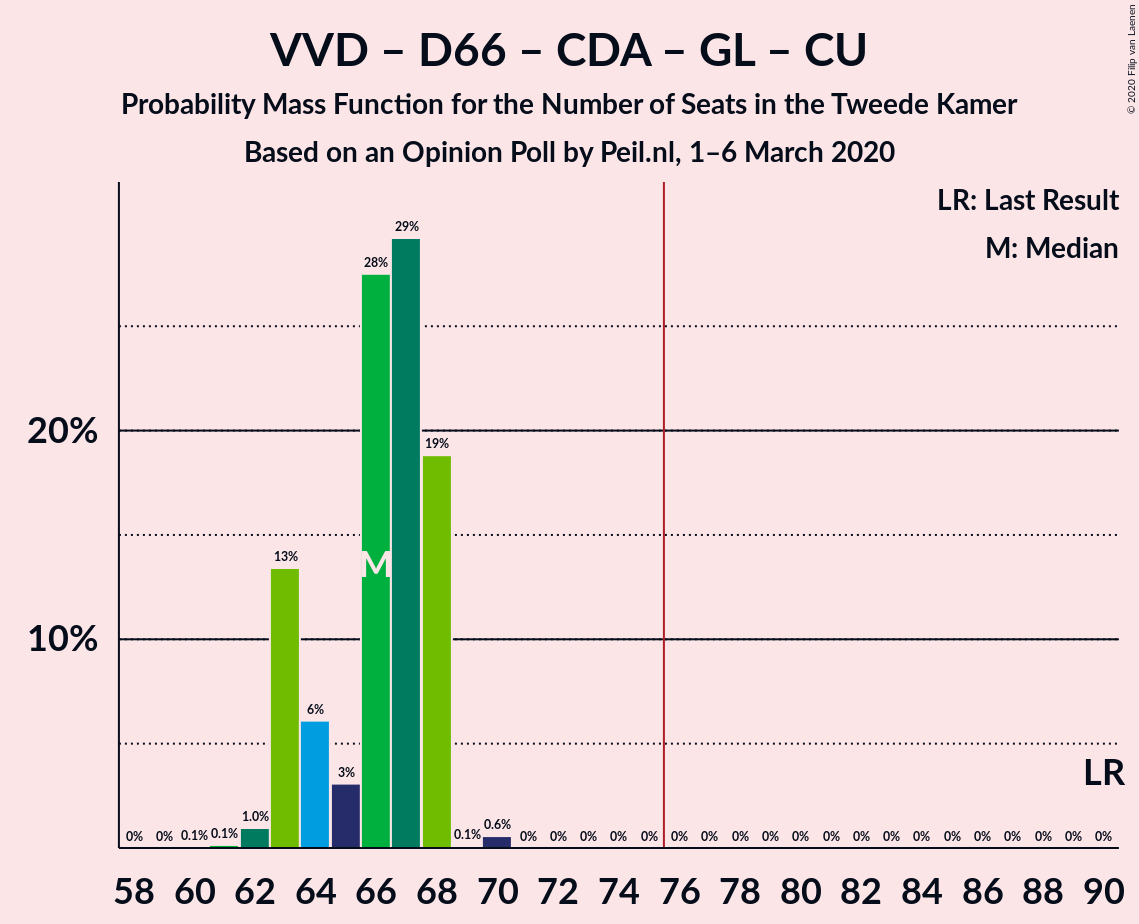 VVD – D66 – CDA – GL – CU
Probability Mass Function for the Number of Seats in the Tweede Kamer
Based on an Opinion Poll by Peil.nl, 1–6 March 2020
© 2020 Filip van Laenen
LR: Last Result
M: Median
20%
10%
0% 0% 0.1% 0.1% 1.0% 13% 6% 3% 28% 29% 19% 0.1% 0.6% 0% 0% 0% 0% 0% 0% 0% 0% 0% 0% 0% 0% 0% 0% 0% 0% 0% 0% 0% 0%
M
LR
58 60 62 64 66 68 70 72 74 76 78 80 82 84 86 88 90